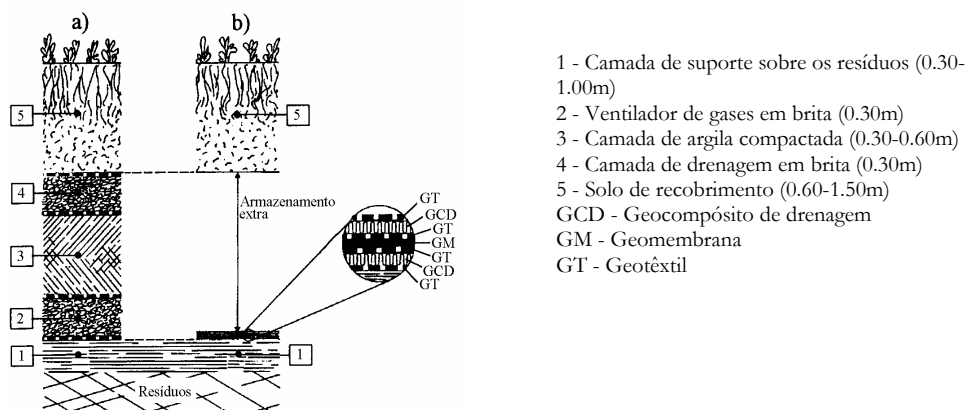 a)
b)
5
5
4
Armazenamento
extra
3
2
1
1
Resíduos
GT
GCD
GT
GM
GT
GCD
GT
1 - Camada de suporte sobre os resíduos (0.30-
1.00m)
2 - Ventilador de gases em brita (0.30m)
3 - Camada de argila compactada (0.30-0.60m)
4 - Camada de drenagem em brita (0.30m)
5 - Solo de recobrimento (0.60-1.50m)
GCD - Geocompósito de drenagem
GM - Geomembrana
GT - Geotêxtil